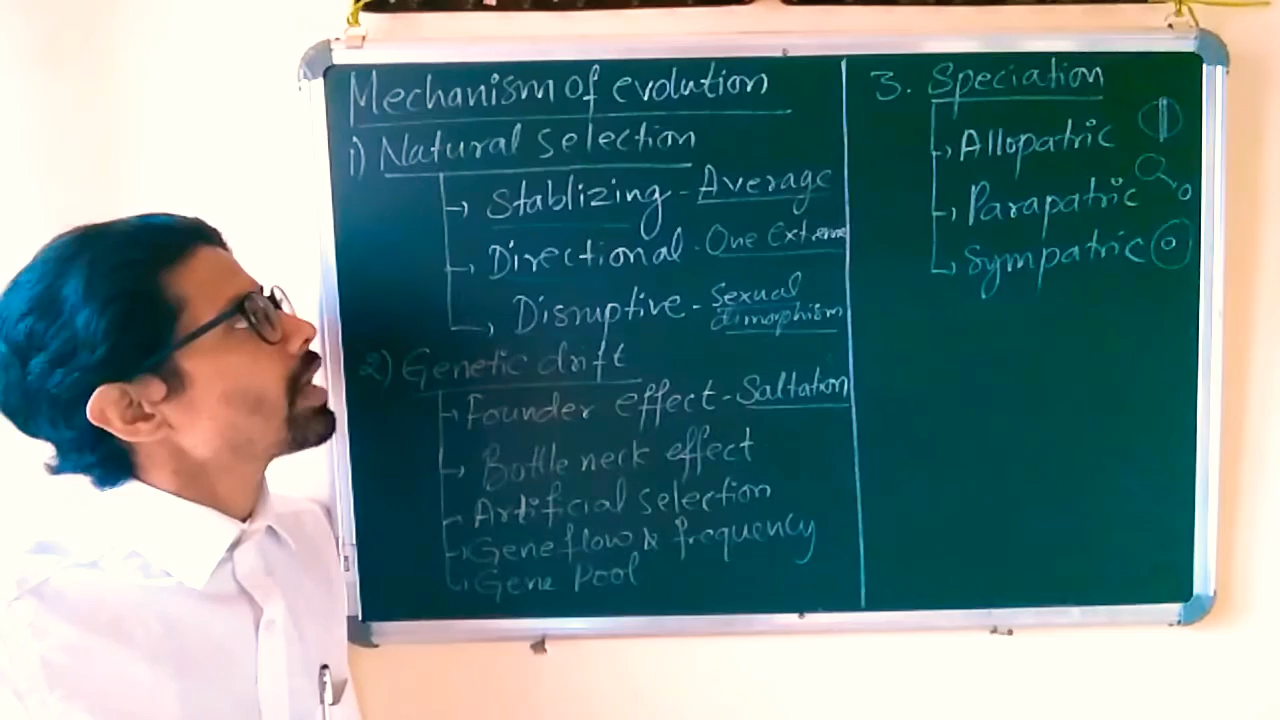 Mechanism of evolution
i) Natural selection
Stablizing - Average
Directional - One Extreme
Disruptive - Sexual
dimorphism
2) Genetic drift
Founder effect - Saltation
Bottle neck effect
Artificial selection
Gene flow & frequency
Gene Pool
3. Speciation
Allopatric
Parapatric
Sympatric